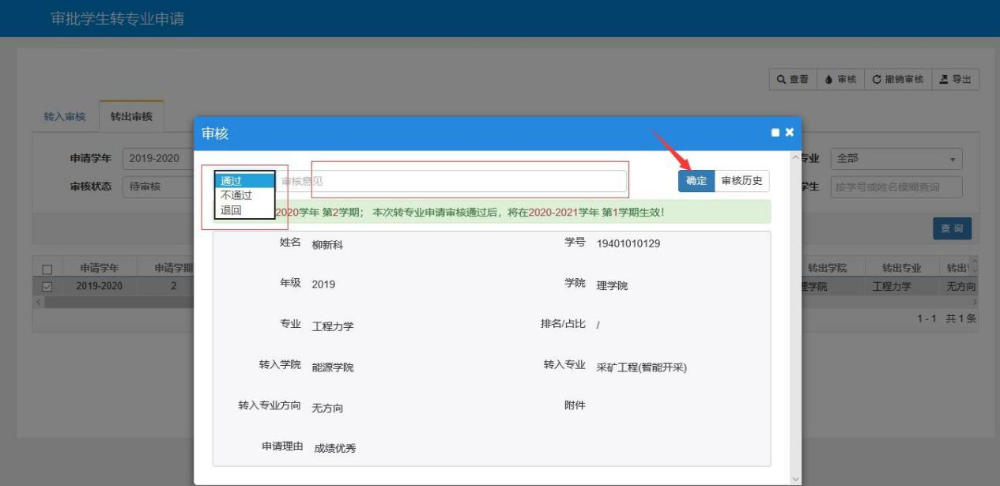 审批学生转专业申请
查看 审核 撤销审核 导出
转入审核 转出审核
审核
申请学年 2019-2020
专业 全部
审核状态 待审核
学生 按学号或姓名模糊查询
通过
不通过
退回
审核意见
确定 审核历史
2020学年 第2学期； 本次转专业申请审核通过后，将在2020-2021学年 第1学期生效！
查 询
姓名 柳新科 学号 19401010129
年级 2019 学院 理学院
专业 工程力学 排名/占比 /
转入学院 能源学院 转入专业 采矿工程(智能开采)
转入专业方向 无方向 附件
申请理由 成绩优秀
申请学年 申请学期 转出学院 转出专业 转出
2019-2020 2 理学院 工程力学 无方向
1 - 1 共 1 条